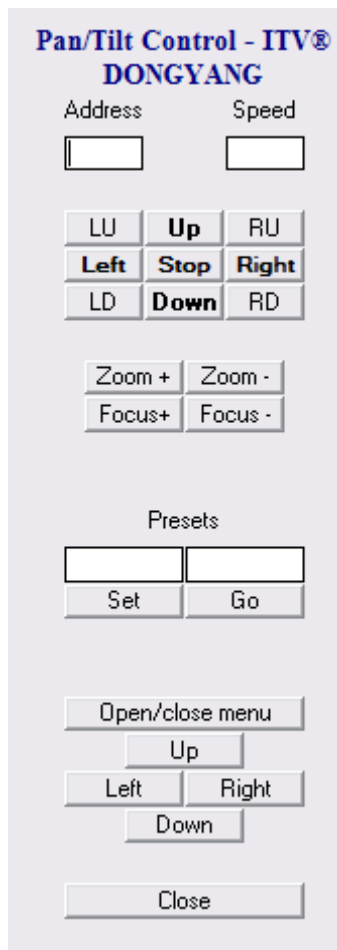 Pan/Tilt Control - ITV®
DONGYANG
Address Speed
LU Up RU
Left Stop Right
LD Down RD
Zoom + Zoom -
Focus+ Focus -
Presets
Set Go
Open/close menu
Up
Left Right
Down
Close